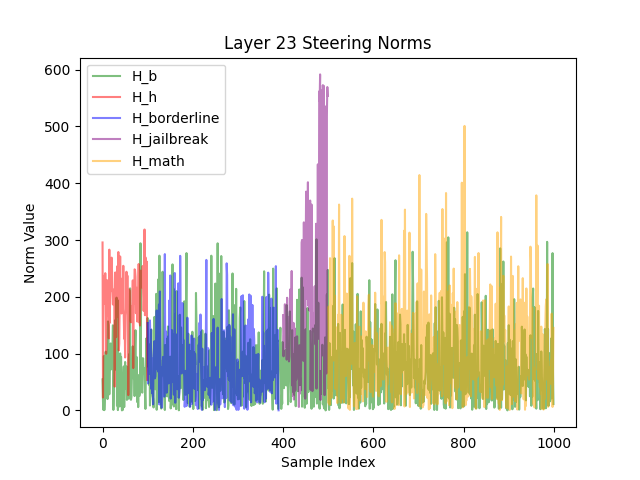 Layer 23 Steering Norms
H_b
H_h
H_borderline
H_jailbreak
H_math
Norm Value
600
500
400
300
200
100
0
0 200 400 600 800 1000
Sample Index